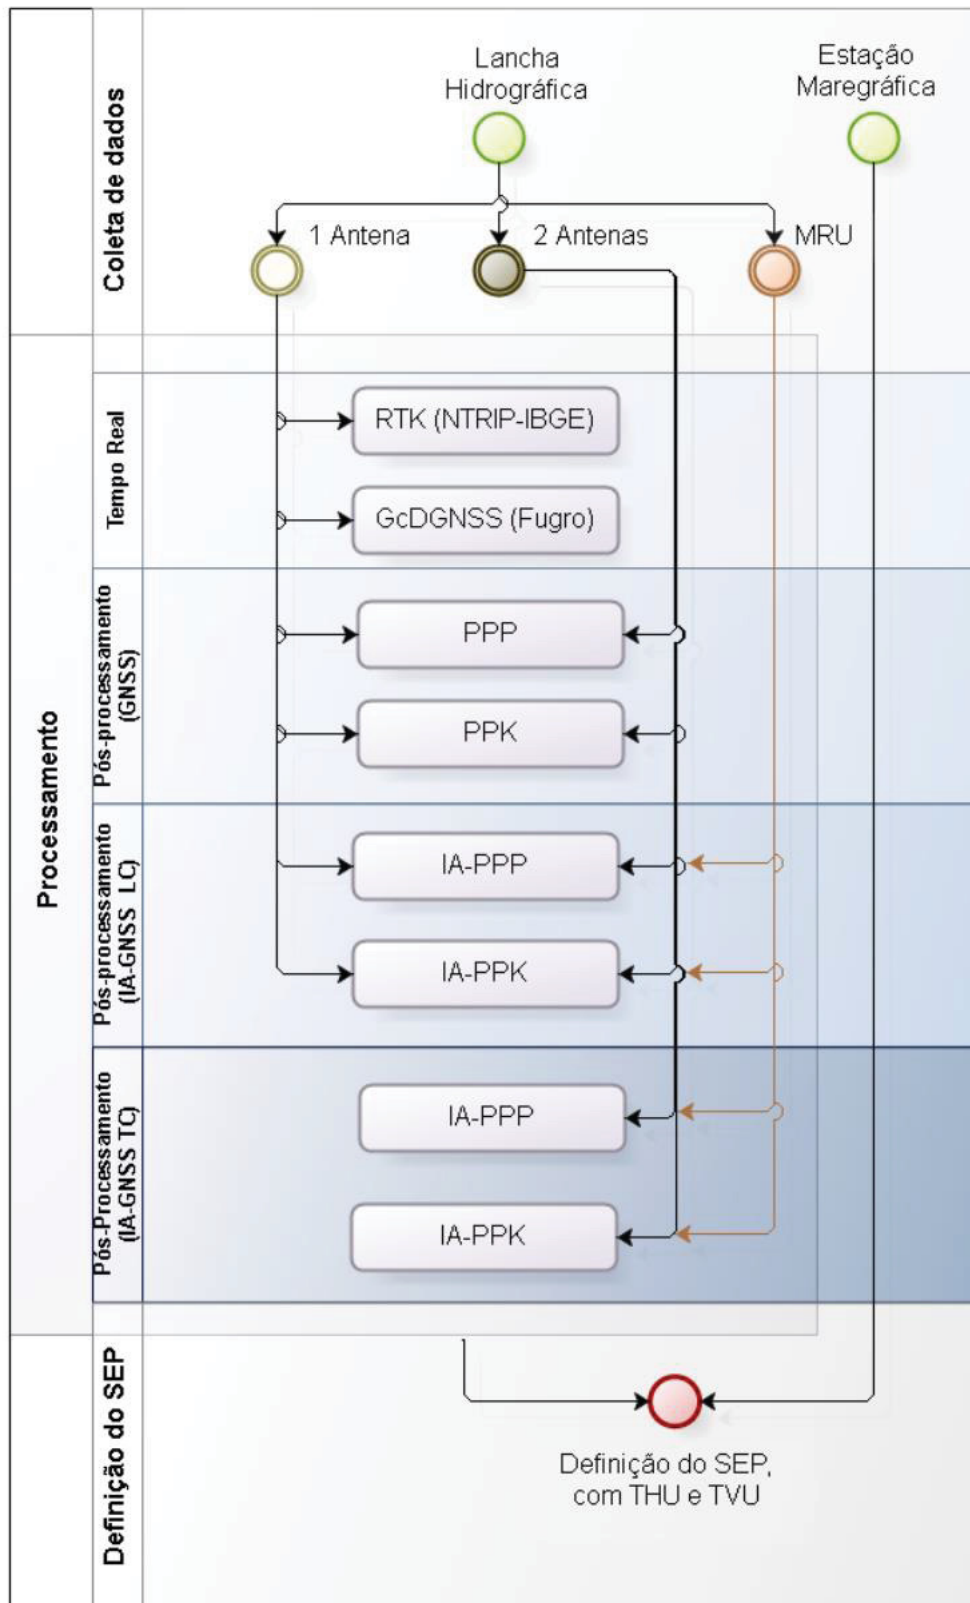 Coleta de dados
Lancha
Hidrográfica
Estação
Maregráfica
1 Antena
2 Antenas
MRU
Processamento
Tempo Real
RTK (NTRIP-IBGE)
GcDGNSS (Fugro)
Pós-processamento
(GNSS)
PPP
PPK
Pós-processamento
(IA-GNSS LC)
IA-PPP
IA-PPK
Pós-Processamento
(IA-GNSS TC)
IA-PPP
IA-PPK
Definição do SEP
Definição do SEP,
com THU e TVU